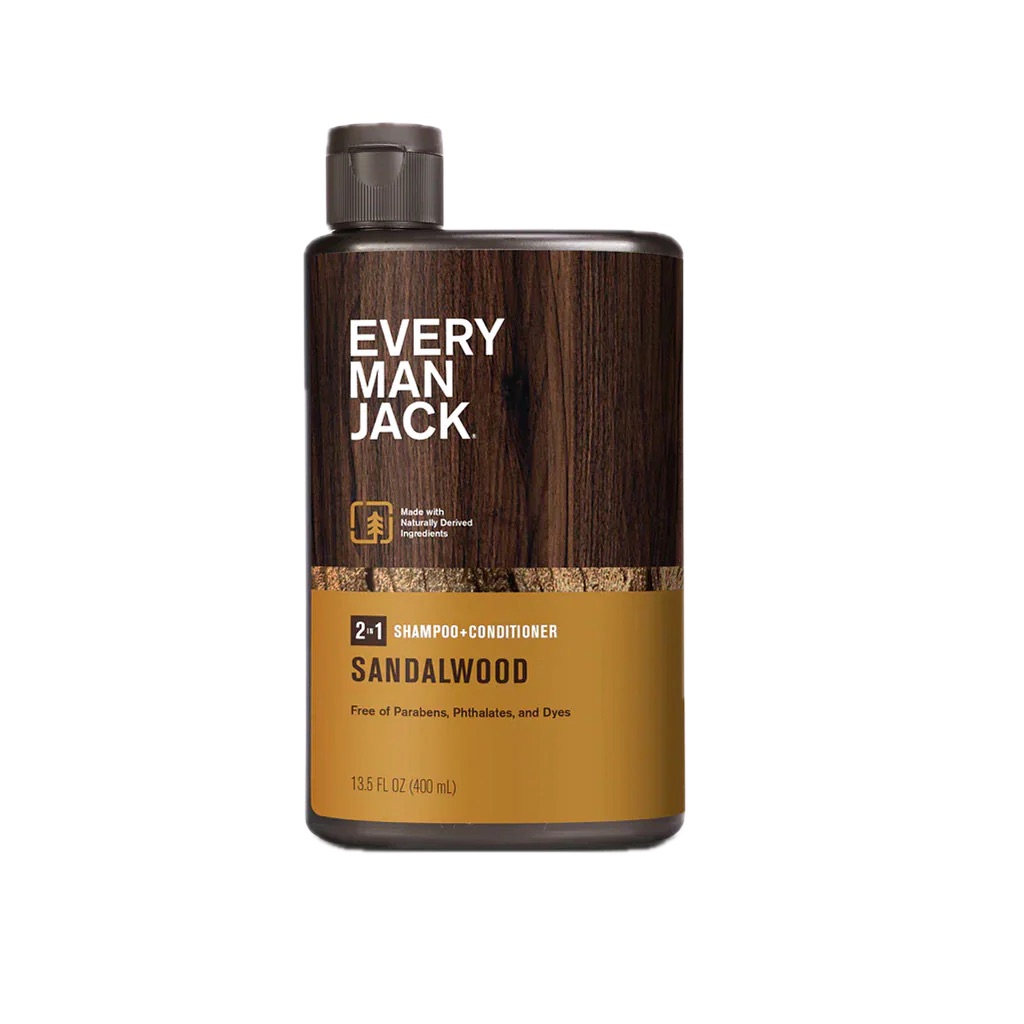 EVERY
MAN
JACK.
Made with
Naturally Derived
Ingredients
2 IN 1 SHAMPOO+CONDITIONER
SANDALWOOD
Free of Parabens, Phthalates, and Dyes
13.5 FL OZ (400 mL)